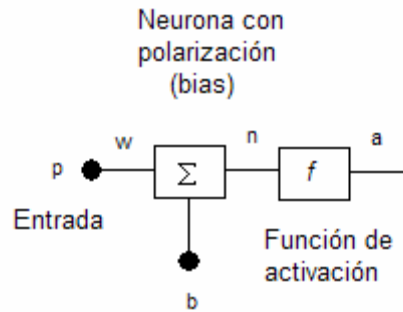 Neurona con
polarización
(bias)
w
n
a
p
Σ
f
Entrada
Función de
activación
b